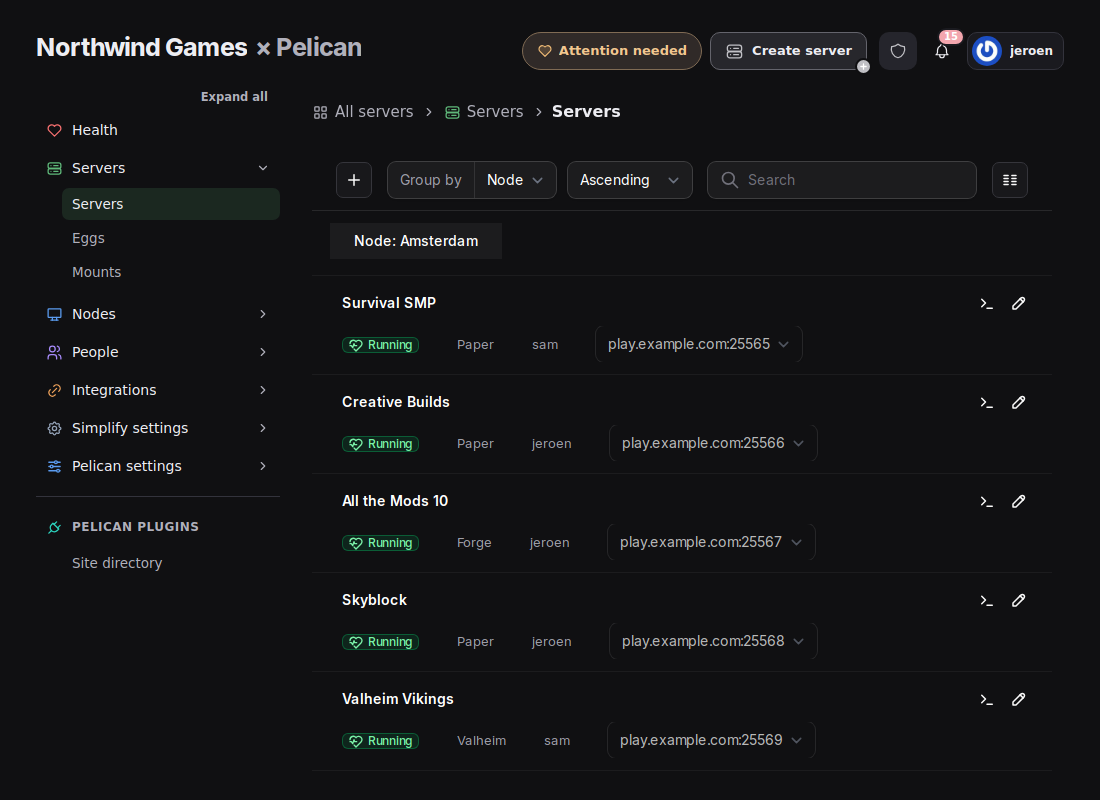 Northwind Games × Pelican
Attention needed
Create server
15
jeroen
Expand all
Health
Servers
Servers
Eggs
Mounts
Nodes
People
Integrations
Simplify settings
Pelican settings
PELICAN PLUGINS
Site directory
All servers > Servers > Servers
Group by Node
Ascending
Search
Node: Amsterdam
Survival SMP
Running Paper sam play.example.com:25565
Creative Builds
Running Paper jeroen play.example.com:25566
All the Mods 10
Running Forge jeroen play.example.com:25567
Skyblock
Running Paper jeroen play.example.com:25568
Valheim Vikings
Running Valheim sam play.example.com:25569